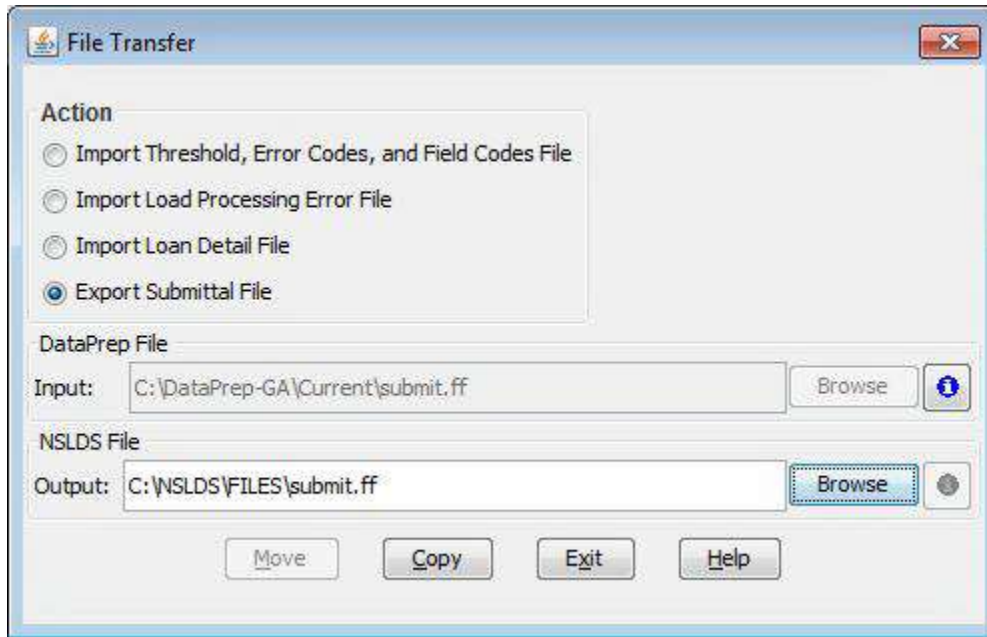 File Transfer
Action
Import Threshold, Error Codes, and Field Codes File
Import Load Processing Error File
Import Loan Detail File
Export Submittal File
DataPrep File
Input: C:\DataPrep-GA\Current\submit.ff Browse
NSLDS File
Output: C:\NSLDS\FILES\submit.ff Browse
Move Copy Exit Help